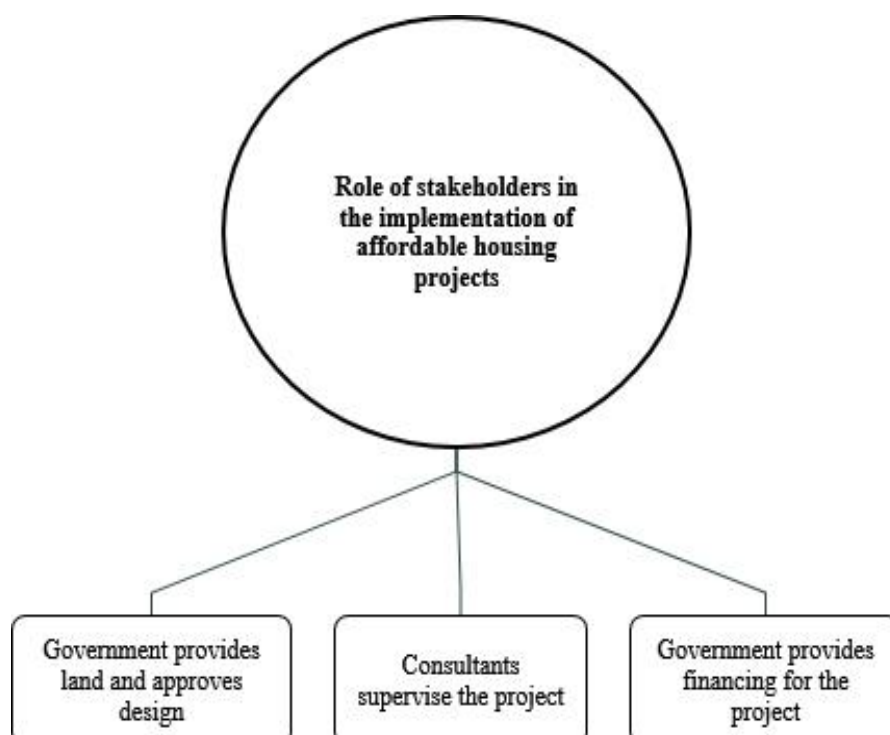 Role of stakeholders in
the implementation of
affordable housing
projects
Government provides
land and approves
design
Consultants
supervise the project
Government provides
financing for the
project